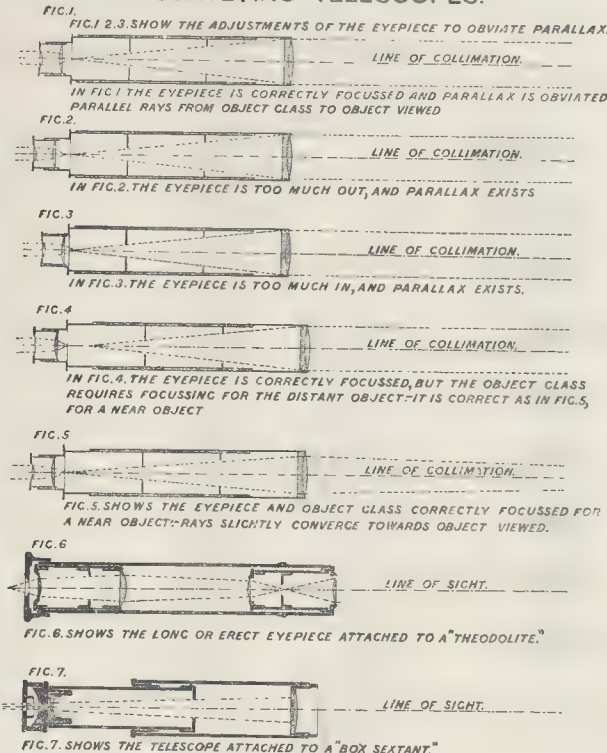 TELESCOPES.
FIG.1.
FIG.1 2.3. SHOW THE ADJUSTMENTS OF THE EYEPIECE TO OBVIATE PARALLAX.
LINE OF COLLIMATION.
IN FIG I THE EYEPIECE IS CORRECTLY FOCUSSED AND PARALLAX IS OBVIATED
PARALLEL RAYS FROM OBJECT GLASS TO OBJECT VIEWED
FIG.2.
LINE OF COLLIMATION.
IN FIG.2. THE EYEPIECE IS TOO MUCH OUT, AND PARALLAX EXISTS
FIG.3
LINE OF COLLIMATION.
IN FIG.3. THE EYEPIECE IS TOO MUCH IN, AND PARALLAX EXISTS.
FIG.4
LINE OF COLLIMATION.
IN FIG.4. THE EYEPIECE IS CORRECTLY FOCUSSED, BUT THE OBJECT GLASS
REQUIRES FOCUSSING FOR THE DISTANT OBJECT-IT IS CORRECT AS IN FIG.5,
FOR A NEAR OBJECT
FIG.5
LINE OF COLLIMATION.
FIG.5. SHOWS THE EYEPIECE AND OBJECT GLASS CORRECTLY FOCUSSED FOR
A NEAR OBJECT-RAYS SLIGHTLY CONVERGE TOWARDS OBJECT VIEWED.
FIG.6
LINE OF SIGHT.
FIG.6. SHOWS THE LONG OR ERECT EYEPIECE ATTACHED TO A "THEODOLITE."
FIG.7.
LINE OF SIGHT.
FIG.7. SHOWS THE TELESCOPE ATTACHED TO A "BOX SEXTANT."